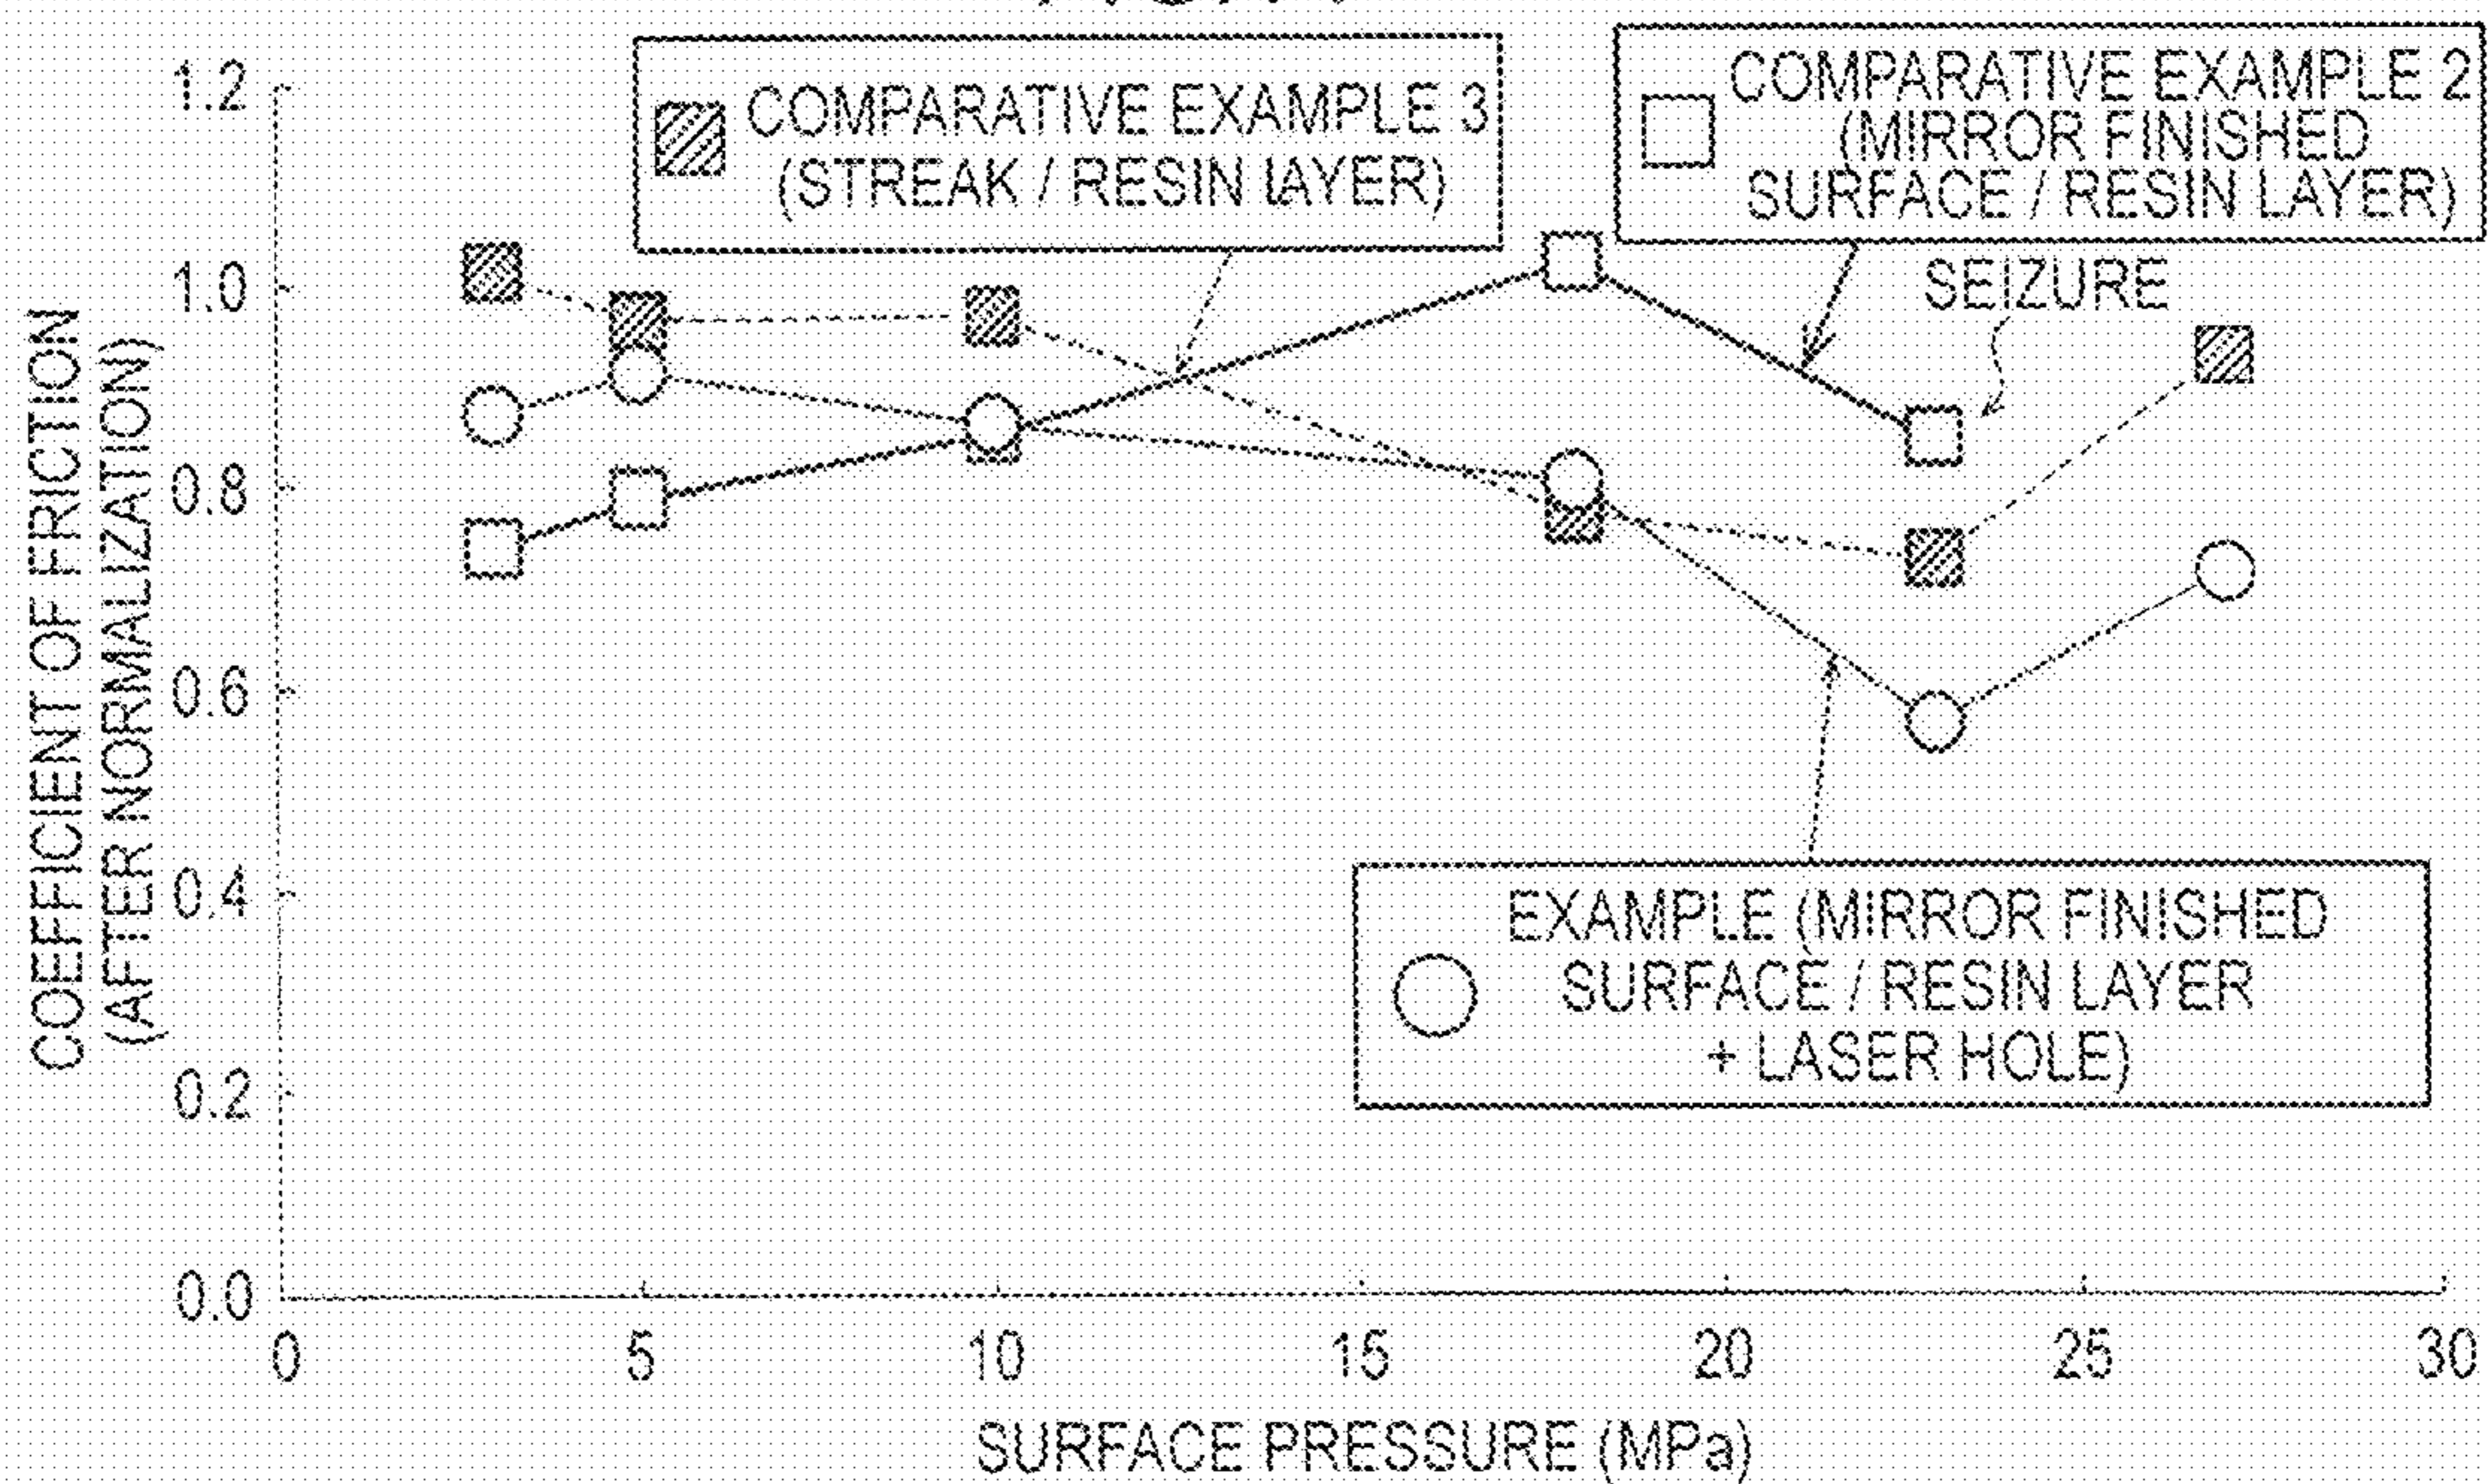 COMPARATIVE EXAMPLE 3
(STREAK / RESIN LAYER)
COMPARATIVE EXAMPLE 2
(MIRROR FINISHED
SURFACE / RESIN LAYER)
SEIZURE
1.2
1.0
0.8
0.6
0.4
0.2
0.0
COEFFICIENT OF FRICTION
(AFTER NORMALIZATION)
EXAMPLE (MIRROR FINISHED
SURFACE / RESIN LAYER
+ LASER HOLE)
0 5 10 15 20 25 30
SURFACE PRESSURE (MPa)